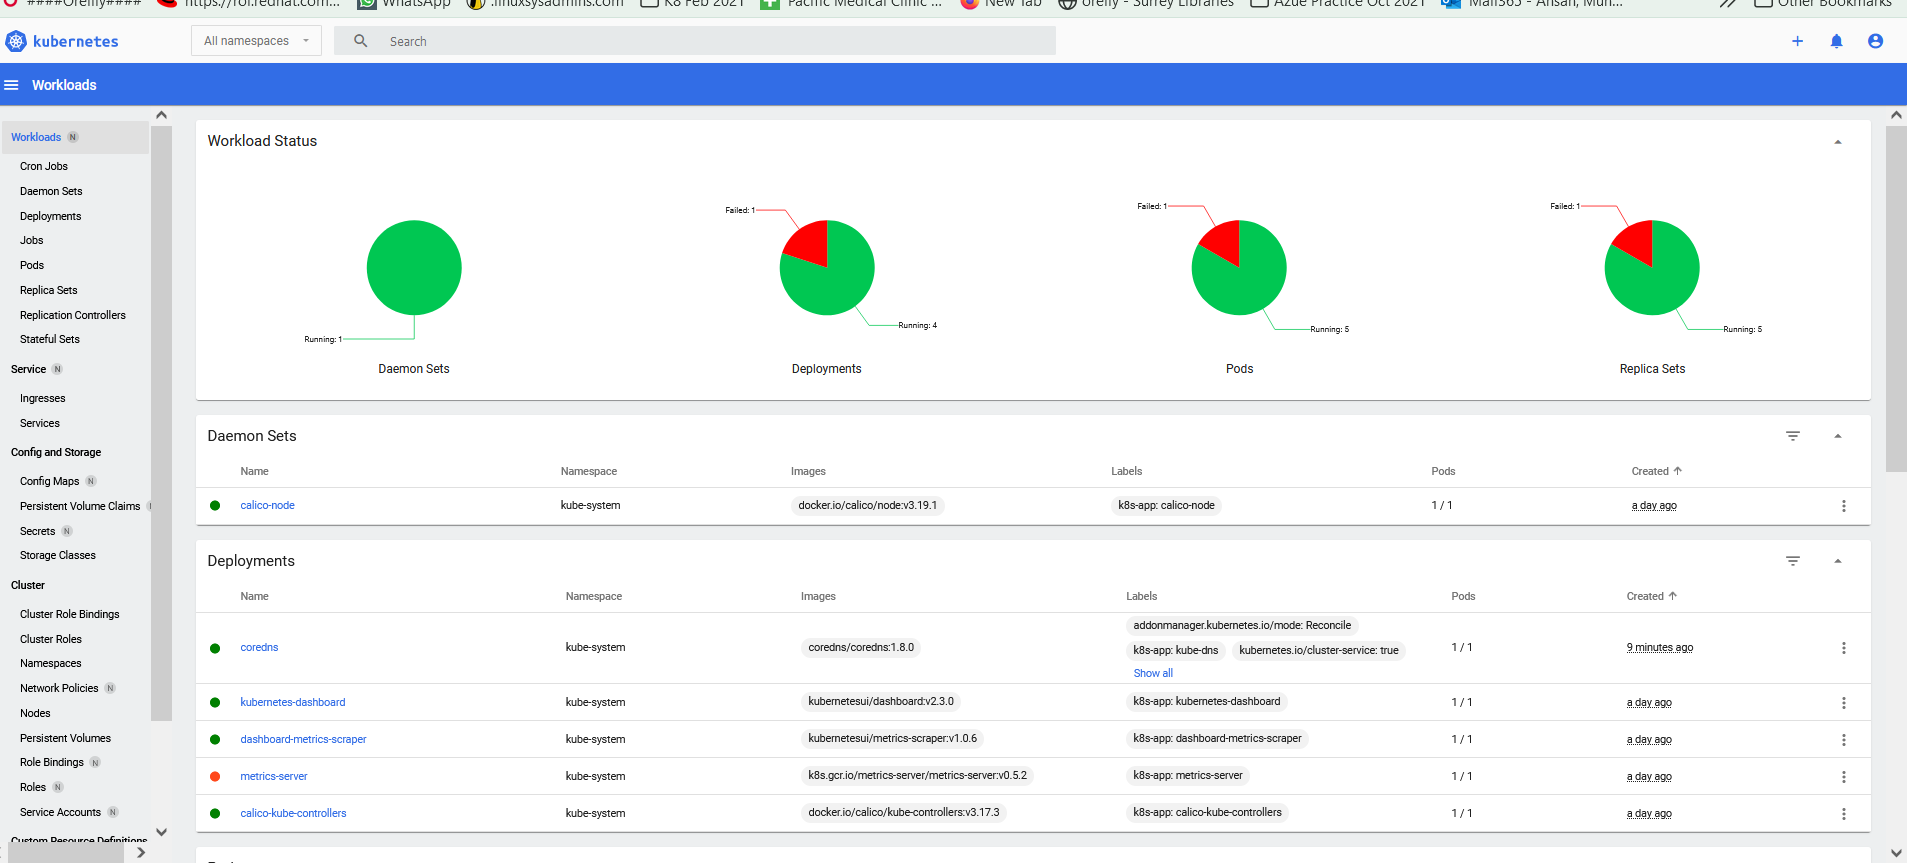 ####Oreilly####
https://rol.redhat.com...
WhatsApp
.:linuxsysadmins.com
K8 Feb 2021
Pacific Medical Clinic ...
New Tab
Azue Practice Oct 2021
Other Bookmarks
kubernetes
All namespaces
Search
Workloads
Workloads N
Cron Jobs
Daemon Sets
Deployments
Jobs
Pods
Replica Sets
Replication Controllers
Stateful Sets
Service N
Ingresses
Services
Config and Storage
Config Maps N
Persistent Volume Claims
Secrets N
Storage Classes
Cluster
Cluster Role Bindings
Cluster Roles
Namespaces
Network Policies N
Nodes
Persistent Volumes
Role Bindings N
Roles N
Service Accounts N
Custom Resource Definitions
Workload Status
Running: 1
Daemon Sets
Failed: 1
Running: 4
Deployments
Failed: 1
Running: 5
Pods
Failed: 1
Running: 5
Replica Sets
Daemon Sets
Name Namespace Images Labels Pods Created
calico-node kube-system docker.io/calico/node:v3.19.1 k8s-app: calico-node 1 / 1 a day ago
Deployments
Name Namespace Images Labels Pods Created
addonmanager.kubernetes.io/mode: Reconcile
coredns kube-system coredns/coredns:1.8.0 k8s-app: kube-dns kubernetes.io/cluster-service: true 1 / 1 9 minutes ago
Show all
kubernetes-dashboard kube-system kubernetesui/dashboard:v2.3.0 k8s-app: kubernetes-dashboard 1 / 1 a day ago
dashboard-metrics-scraper kube-system kubernetesui/metrics-scraper:v1.0.6 k8s-app: dashboard-metrics-scraper 1 / 1 a day ago
metrics-server kube-system k8s.gcr.io/metrics-server/metrics-server:v0.5.2 k8s-app: metrics-server 1 / 1 a day ago
calico-kube-controllers kube-system docker.io/calico/kube-controllers:v3.17.3 k8s-app: calico-kube-controllers 1 / 1 a day ago